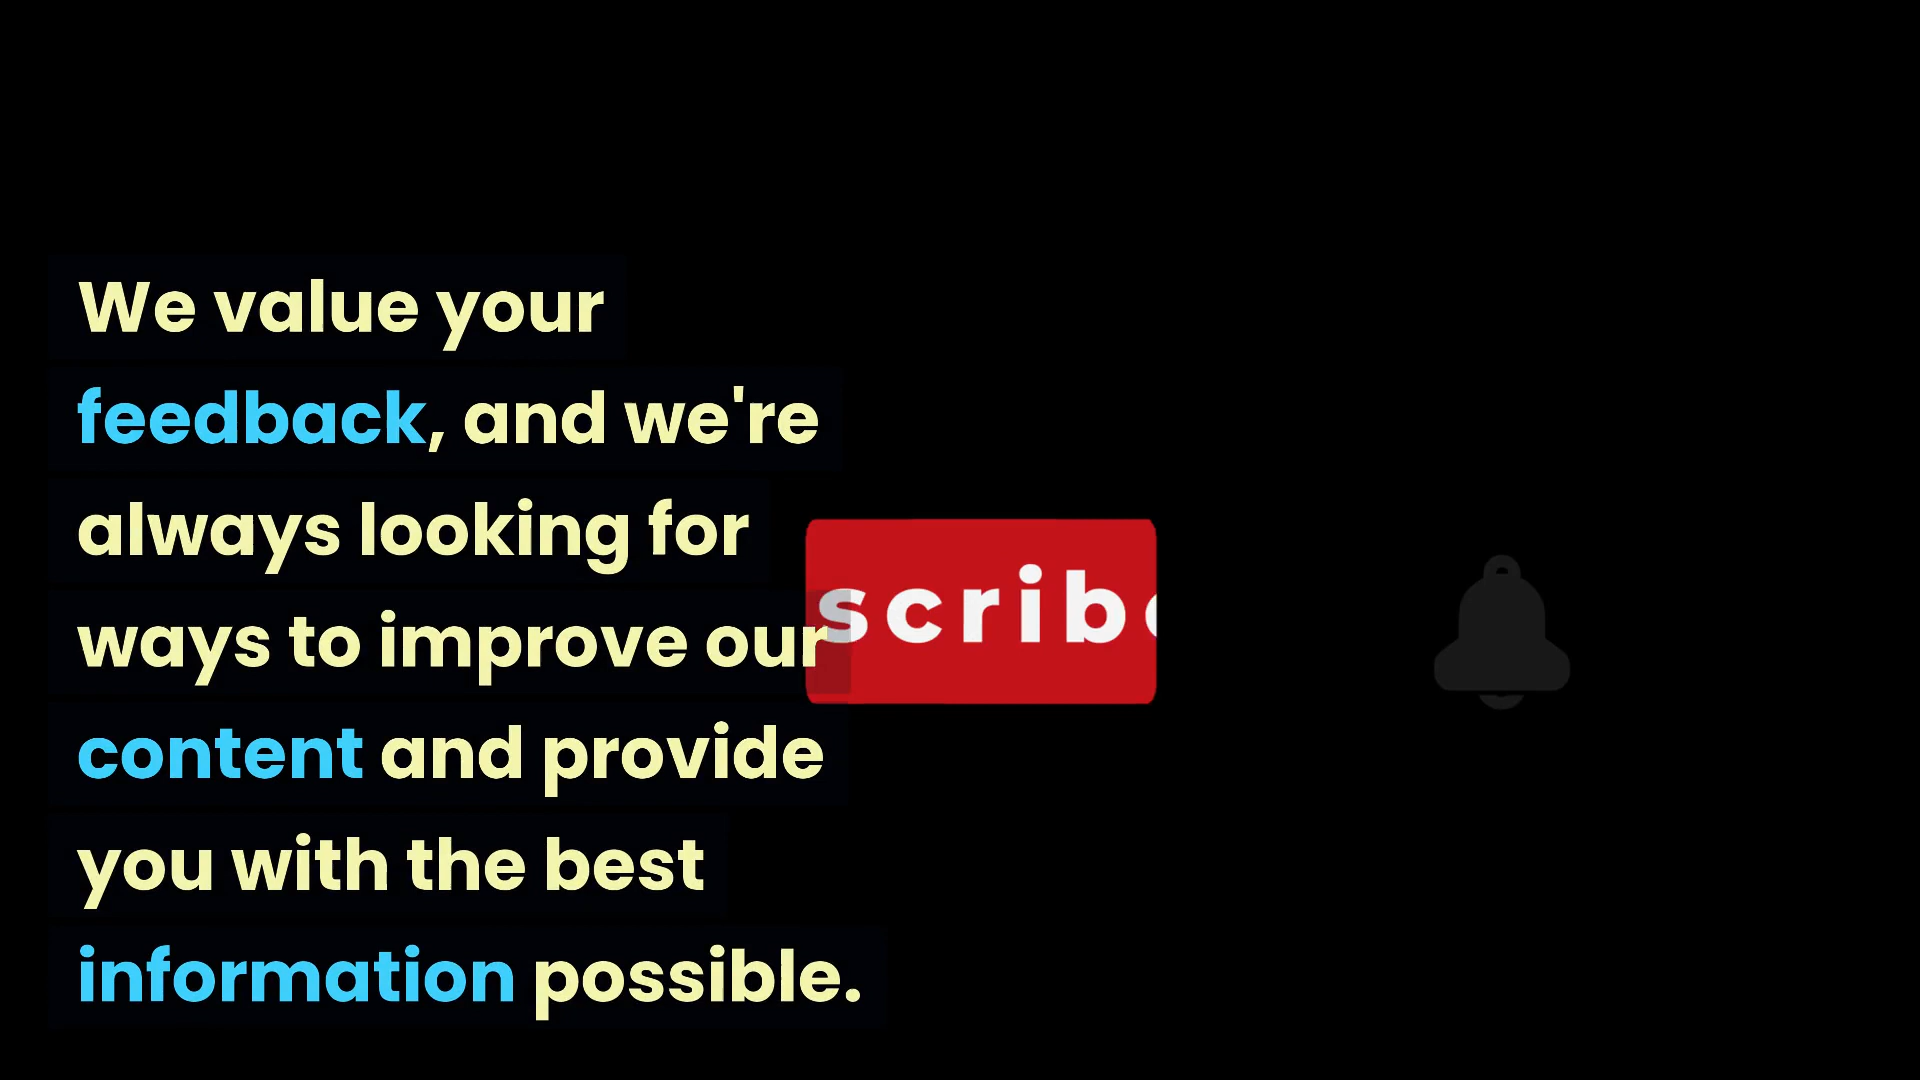 We value your
feedback, and we're
always looking for
ways to improve our
content and provide
you with the best
information possible.
scribe